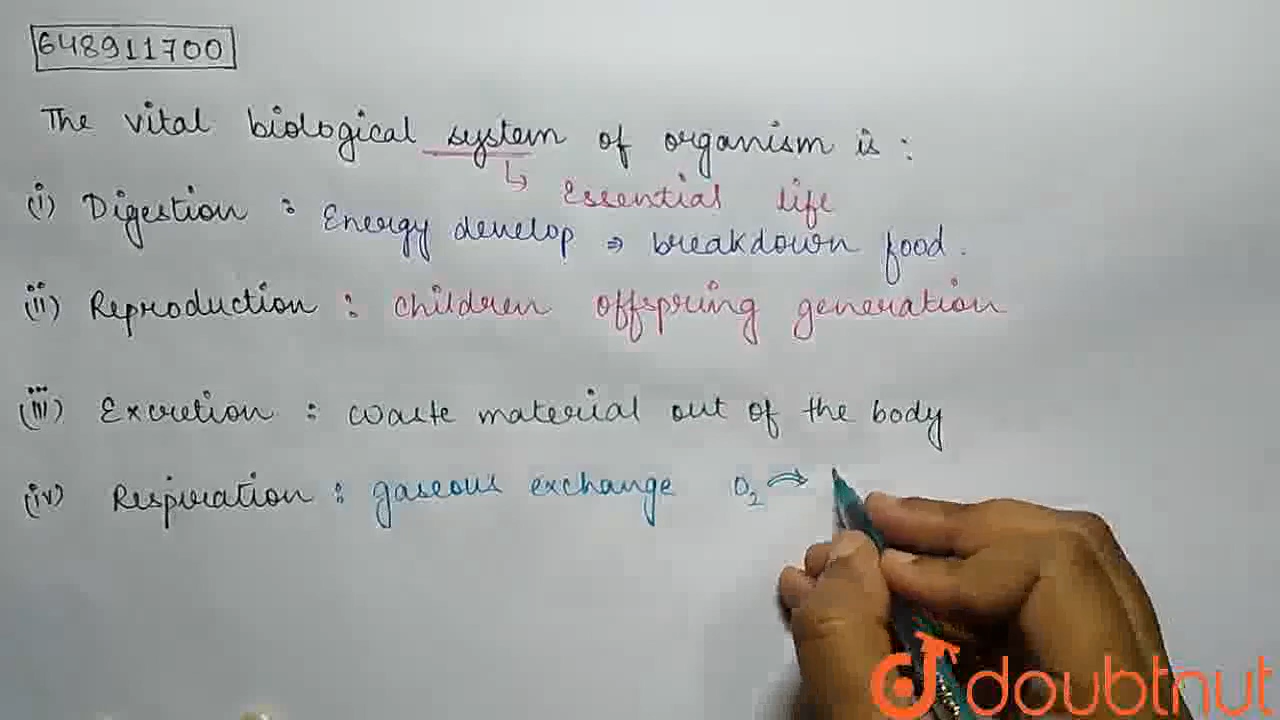 648911700
The vital biological system of organism is :
↳ Essential life
(i) Digestion : Energy develop ⇒ breakdown food.
(ii) Reproduction : children offspring generation
(iii) Excretion : waste material out of the body
(iv) Respiration : gaseous exchange O₂ ⇒
doubtnut